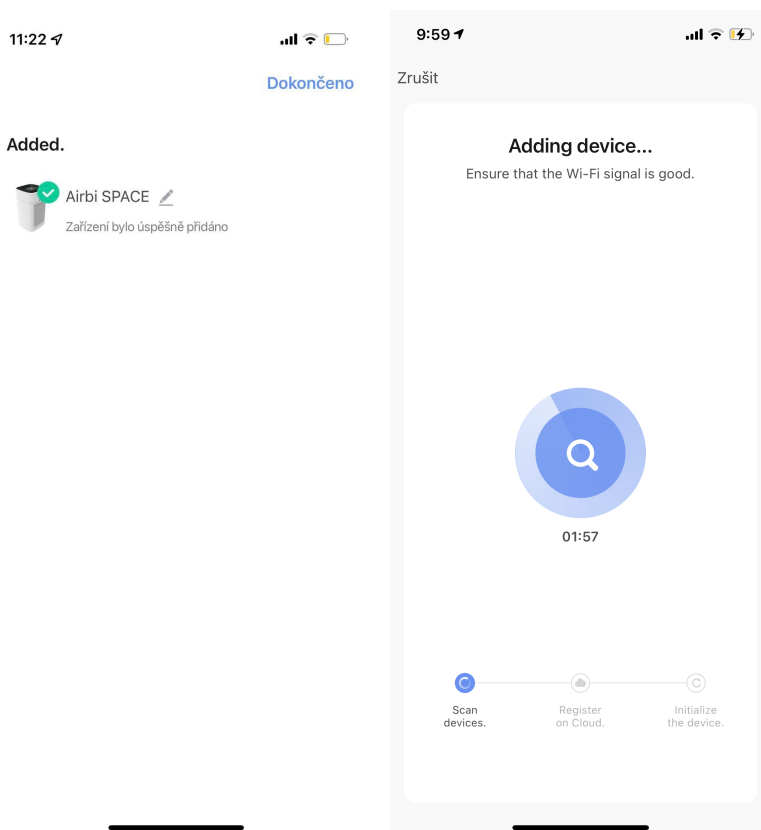 11:22
Dokončeno
Added.
Airbi SPACE
Zařízení bylo úspěšně přidáno
9:59
Zrušit
Adding device...
Ensure that the Wi-Fi signal is good.
01:57
Scan
devices.
Register
on Cloud.
Initialize
the device.